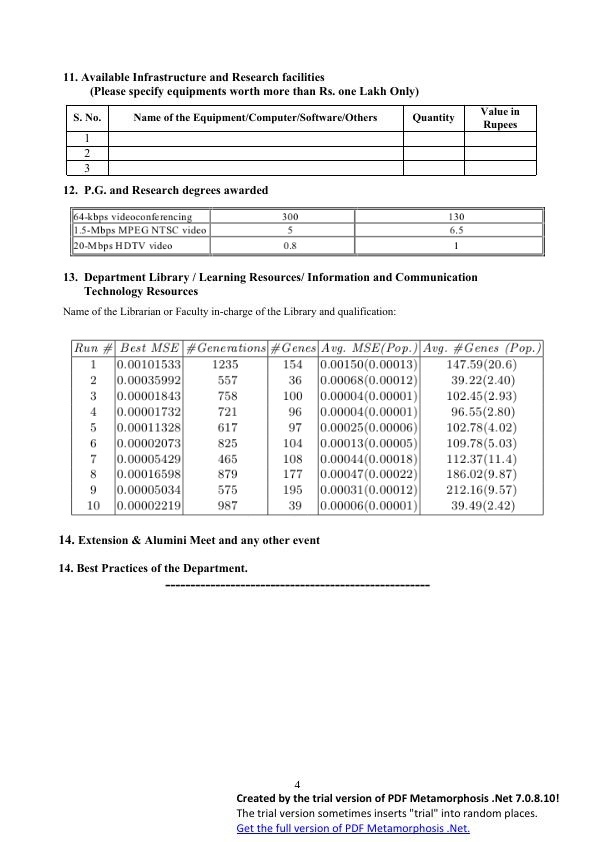 11. Available Infrastructure and Research facilities
(Please specify equipments worth more than Rs. one Lakh Only)
S. No. Name of the Equipment/Computer/Software/Others Quantity Value in Rupees
1
2
3
12. P.G. and Research degrees awarded
64-kbps videoconferencing 300 130
1.5-Mbps MPEG NTSC video 5 6.5
20-Mbps HDTV video 0.8 1
13. Department Library / Learning Resources/ Information and Communication
Technology Resources
Name of the Librarian or Faculty in-charge of the Library and qualification:
Run # Best MSE #Generations #Genes Avg. MSE(Pop.) Avg. #Genes (Pop.)
1 0.00101533 1235 154 0.00150(0.00013) 147.59(20.6)
2 0.00035992 557 36 0.00068(0.00012) 39.22(2.40)
3 0.00001843 758 100 0.00004(0.00001) 102.45(2.93)
4 0.00001732 721 96 0.00004(0.00001) 96.55(2.80)
5 0.00011328 617 97 0.00025(0.00006) 102.78(4.02)
6 0.00002073 825 104 0.00013(0.00005) 109.78(5.03)
7 0.00005429 465 108 0.00044(0.00018) 112.37(11.4)
8 0.00016598 879 177 0.00047(0.00022) 186.02(9.87)
9 0.00005034 575 195 0.00031(0.00012) 212.16(9.57)
10 0.00002219 987 39 0.00006(0.00001) 39.49(2.42)
14. Extension & Alumini Meet and any other event
14. Best Practices of the Department.
-----------------------------------------------------
4
Created by the trial version of PDF Metamorphosis .Net 7.0.8.10!
The trial version sometimes inserts "trial" into random places.
Get the full version of PDF Metamorphosis .Net.